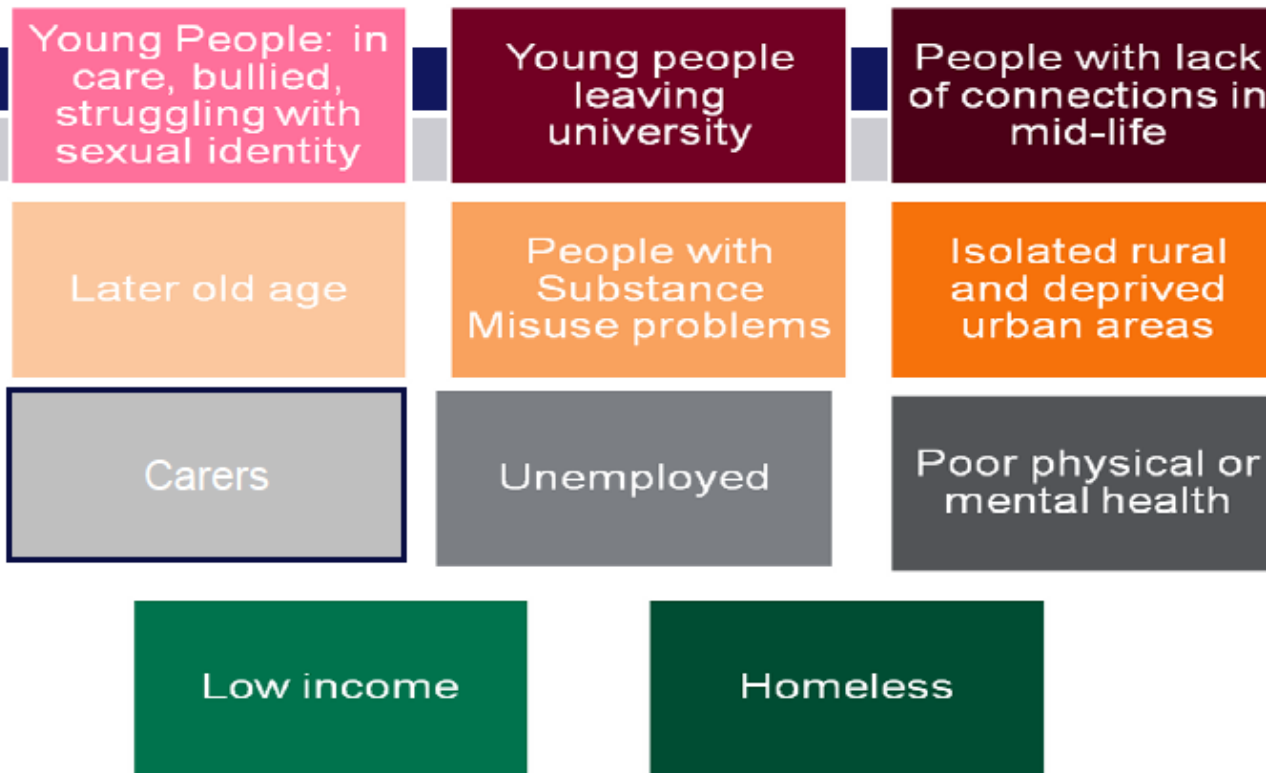 Young People: in
care, bullied,
struggling with
sexual identity
Young people
leaving
university
People with lack
of connections in
mid-life
Later old age
People with
Substance
Misuse problems
Isolated rural
and deprived
urban areas
Carers
Unemployed
Poor physical or
mental health
Low income
Homeless